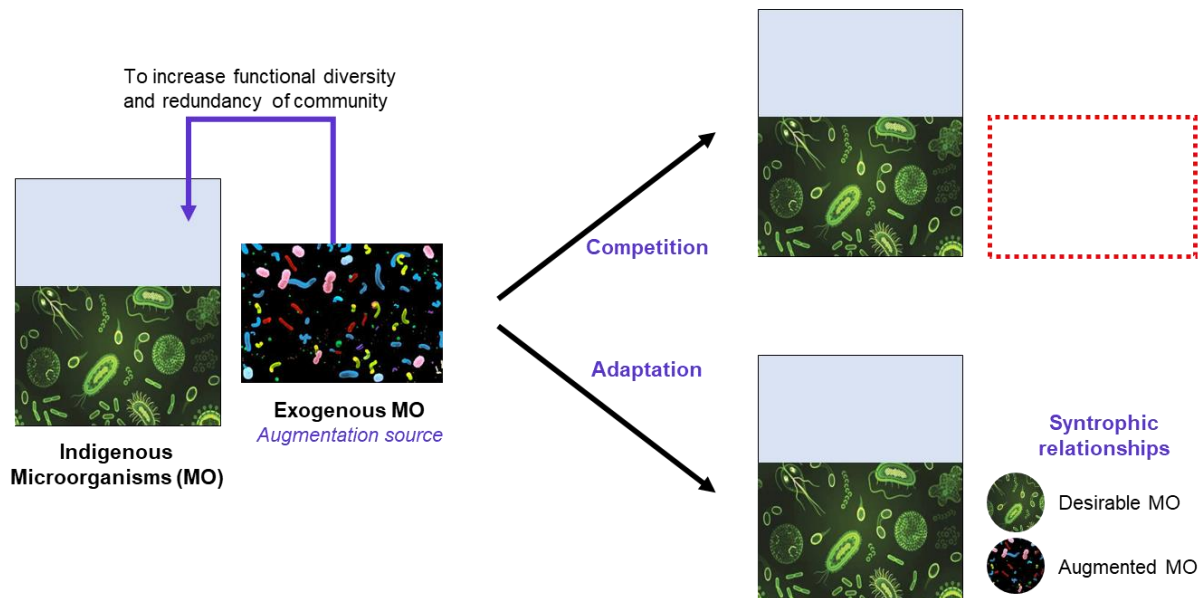 To increase functional diversity
and redundancy of community
Competition
Adaptation
Exogenous MO
Augmentation source
Indigenous
Microorganisms (MO)
Syntrophic
relationships
Desirable MO
Augmented MO